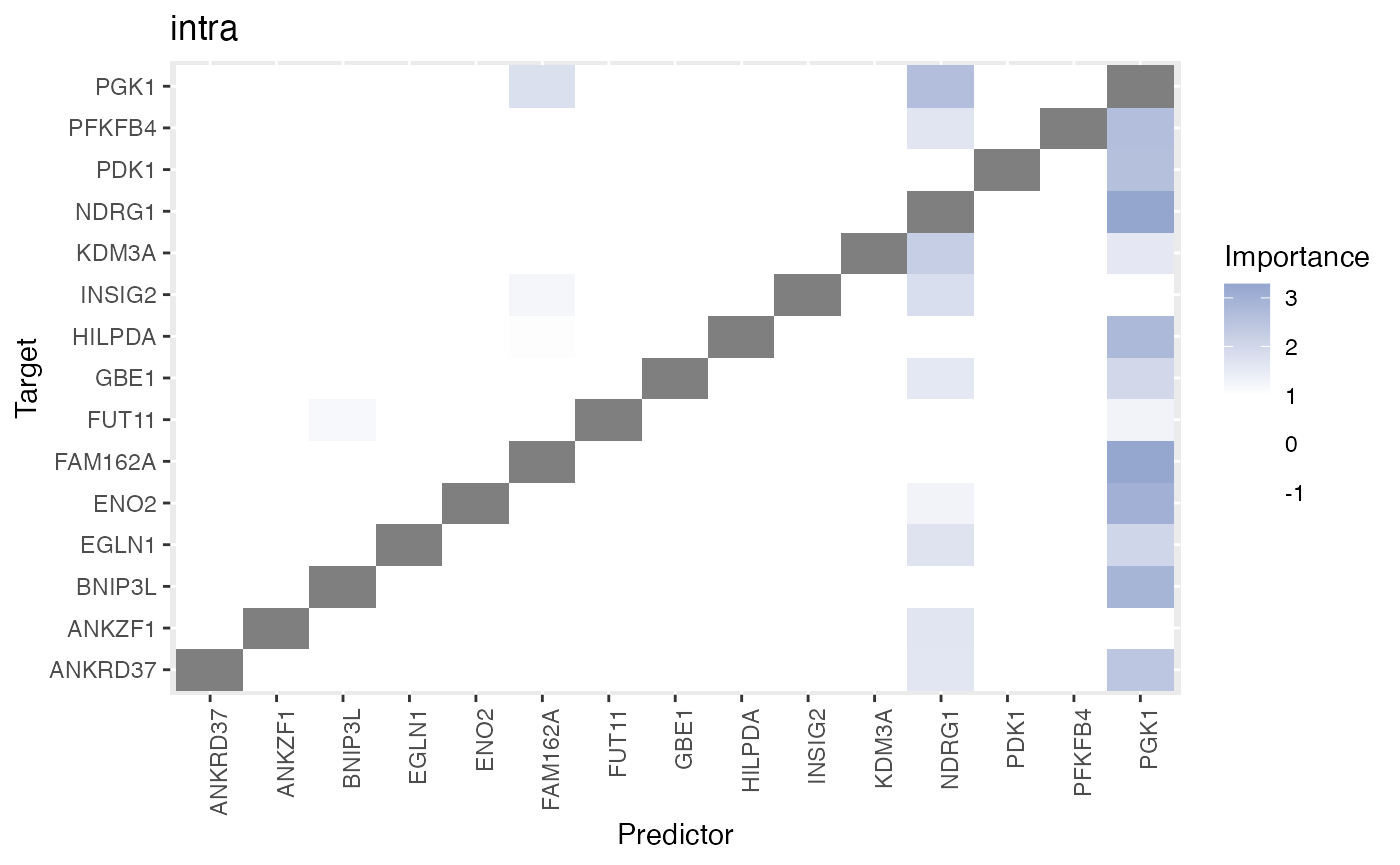 intra
Target
PGK1
PFKFB4
PDK1
NDRG1
KDM3A
INSIG2
HILPDA
GBE1
FUT11
FAM162A
ENO2
EGLN1
BNIP3L
ANKZF1
ANKRD37
ANKRD37
ANKZF1
BNIP3L
EGLN1
ENO2
FAM162A
FUT11
GBE1
HILPDA
INSIG2
KDM3A
NDRG1
PDK1
PFKFB4
PGK1
Predictor
Importance
3
2
1
0
-1